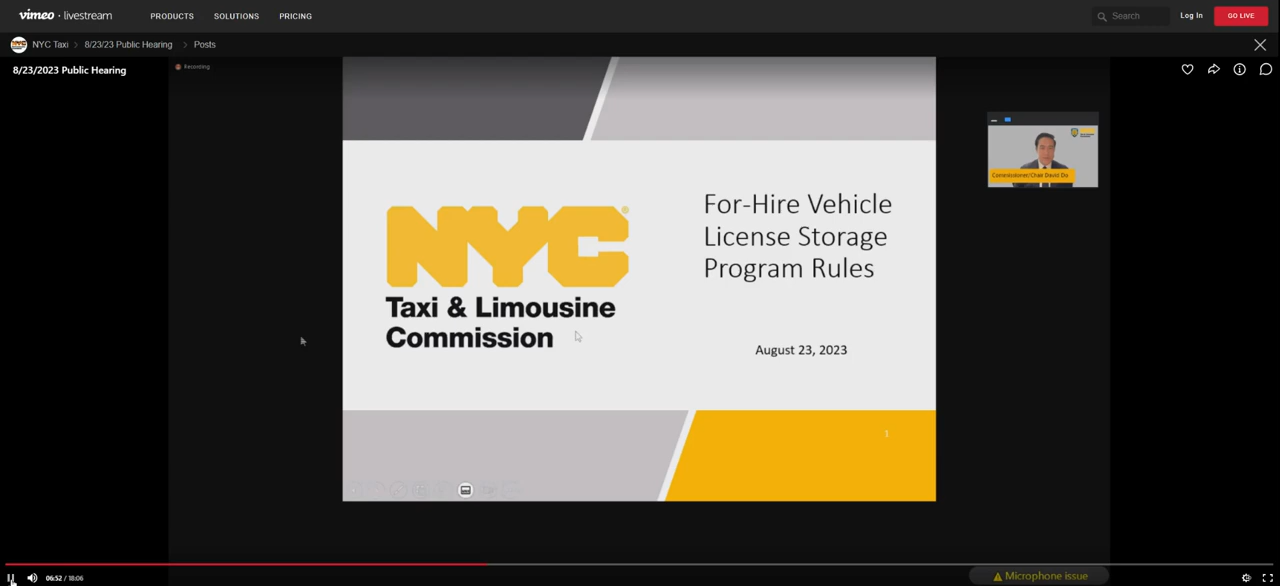 vimeo livestream
PRODUCTS
SOLUTIONS
PRICING
Search
Log In
GO LIVE
NYC Taxi
8/23/23 Public Hearing
Posts
8/23/2023 Public Hearing
Recording
Commissioner/Chair David Do
NYC®
Taxi & Limousine
Commission
For-Hire Vehicle
License Storage
Program Rules
August 23, 2023
1
06:52 / 18:06
Microphone issue